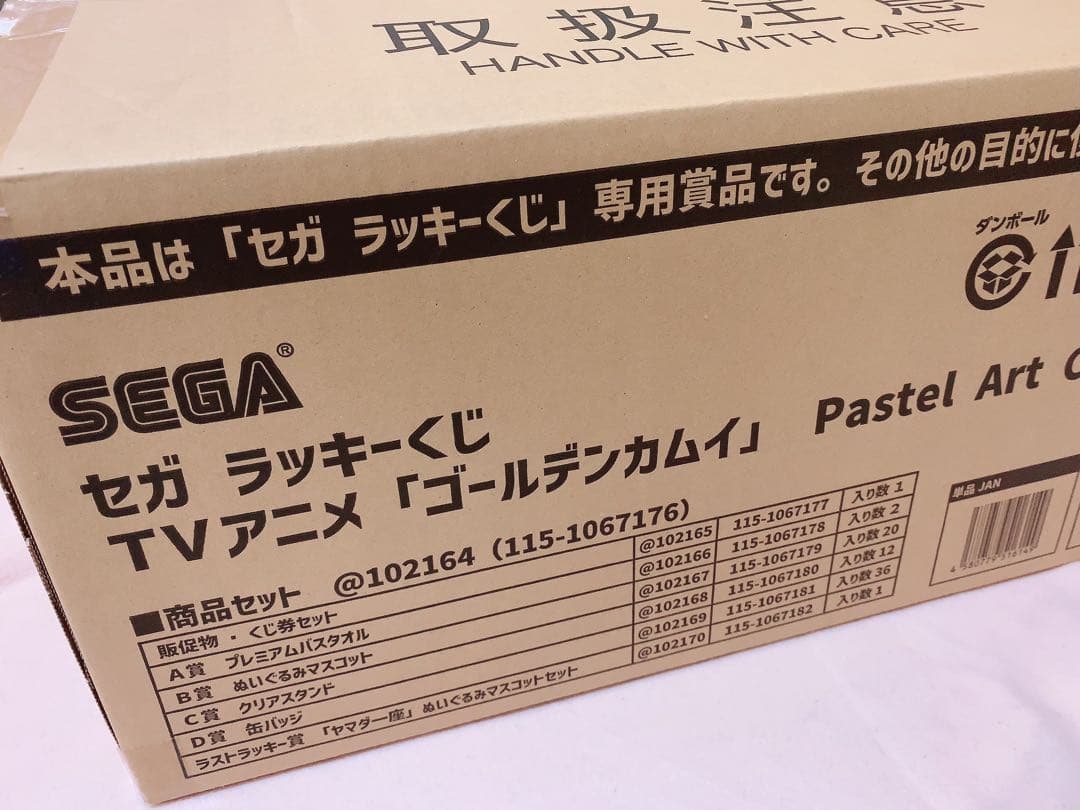 取扱注意
HANDLE WITH CARE
本品は「セガ ラッキーくじ」専用賞品です。その他の目的に
ダンボール
SEGA®
セガ ラッキーくじ
TVアニメ「ゴールデンカムイ」 Pastel Art
■商品セット @102164 (115-1067176)
販促物・くじ券セット @102165 115-1067177 入り数 1
A賞 プレミアムバスタオル @102166 115-1067178 入り数 2
B賞 ぬいぐるみマスコット @102167 115-1067179 入り数 20
C賞 クリアスタンド @102168 115-1067180 入り数 12
D賞 缶バッジ @102169 115-1067181 入り数 36
ラストラッキー賞 「ヤマダー座」ぬいぐるみマスコットセット @102170 115-1067182 入り数 1
単品 JAN
4 580779 516149